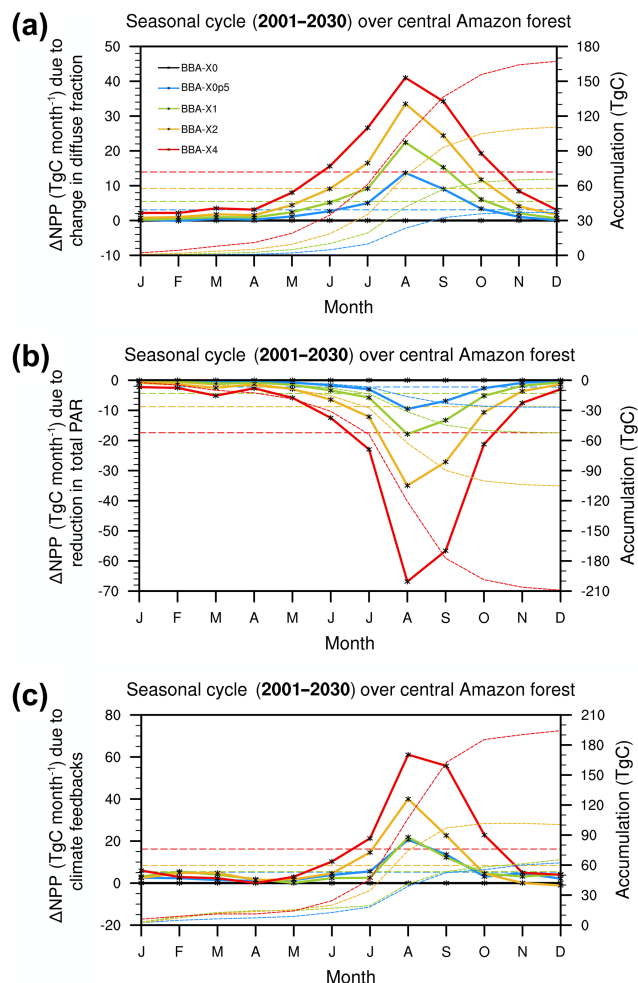 (a)
Seasonal cycle (2001–2030) over central Amazon forest
ΔNPP (TgC month⁻¹) due to
change in diffuse fraction
50
40
30
20
10
0
-10
BBA-X0
BBA-X0p5
BBA-X1
BBA-X2
BBA-X4
180
150
120
90
60
30
0
Accumulation (TgC)
J F M A M J J A S O N D
Month
(b)
Seasonal cycle (2001–2030) over central Amazon forest
ΔNPP (TgC month⁻¹) due to
reduction in total PAR
0
-10
-20
-30
-40
-50
-60
-70
0
-30
-60
-90
-120
-150
-180
-210
Accumulation (TgC)
J F M A M J J A S O N D
Month
(c)
Seasonal cycle (2001–2030) over central Amazon forest
ΔNPP (TgC month⁻¹) due to
climate feedbacks
80
60
40
20
0
-20
210
180
150
120
90
60
30
0
Accumulation (TgC)
J F M A M J J A S O N D
Month